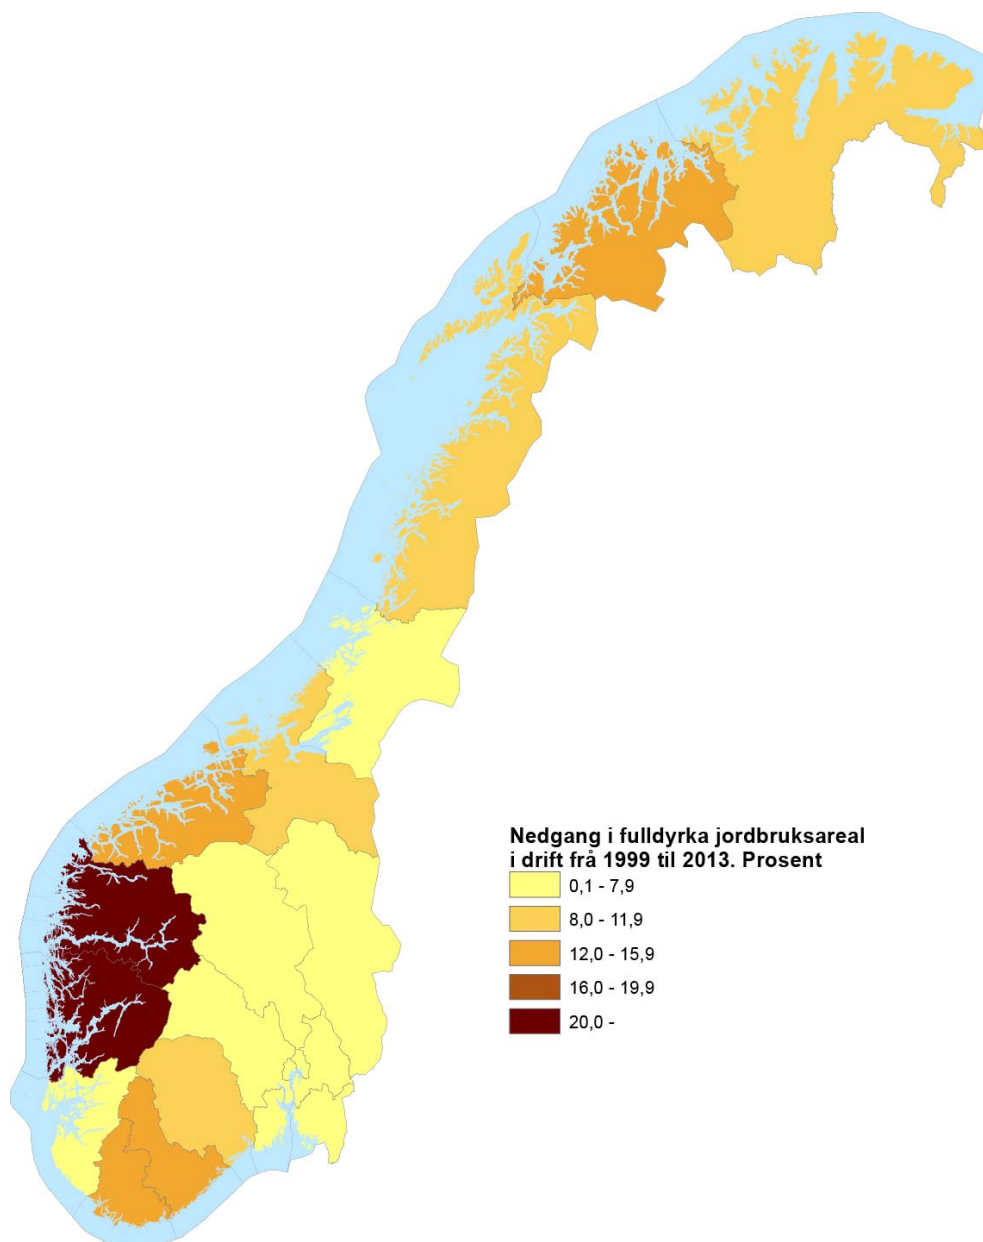 Nedgang i fulldyrka jordbruksareal
i drift frå 1999 til 2013. Prosent
0,1 - 7,9
8,0 - 11,9
12,0 - 15,9
16,0 - 19,9
20,0 -